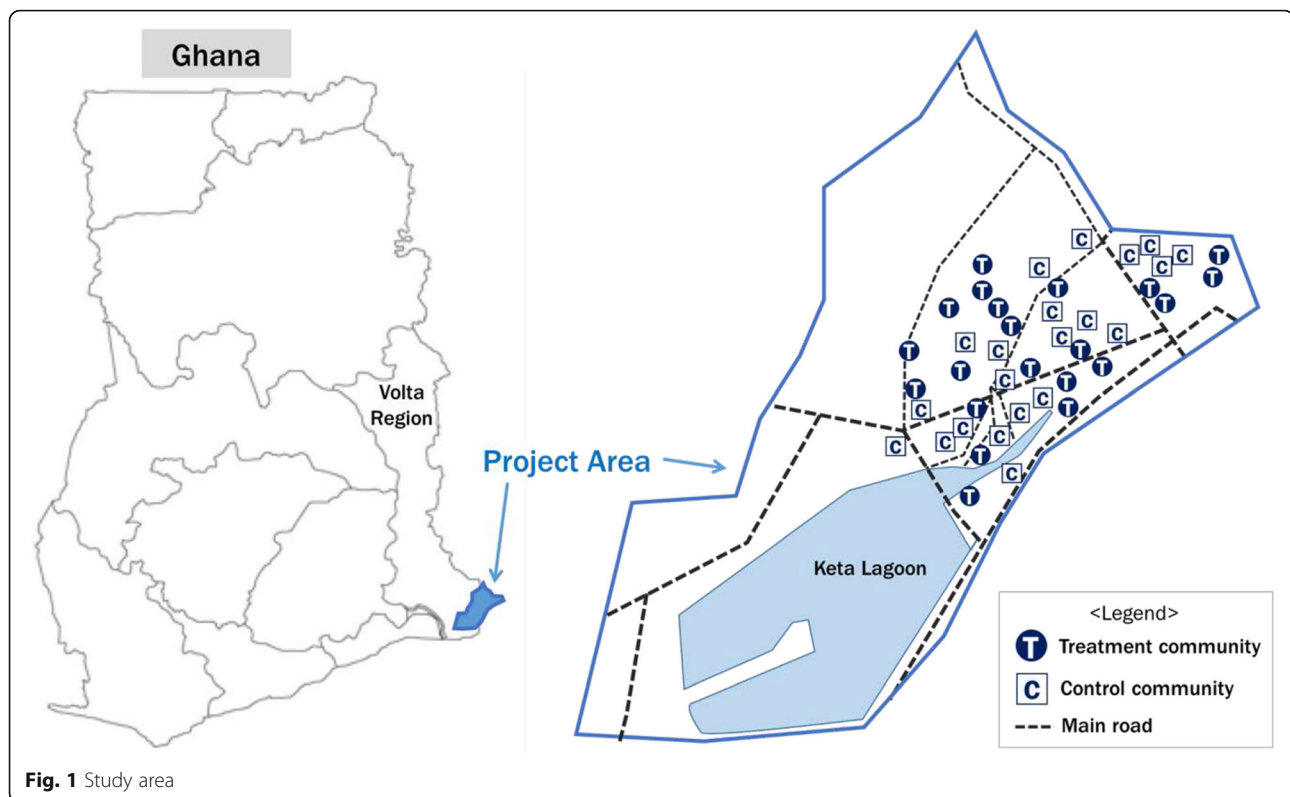 Ghana
Volta
Region
Project Area
C
C
C C C T
T C C
T T
T T T
T T C T
C T
C C C
T C C T
T T T
T C T
C T C T
C C
C C C
C T
C
T
Keta Lagoon
<Legend>
T Treatment community
C Control community
Main road
Fig. 1 Study area